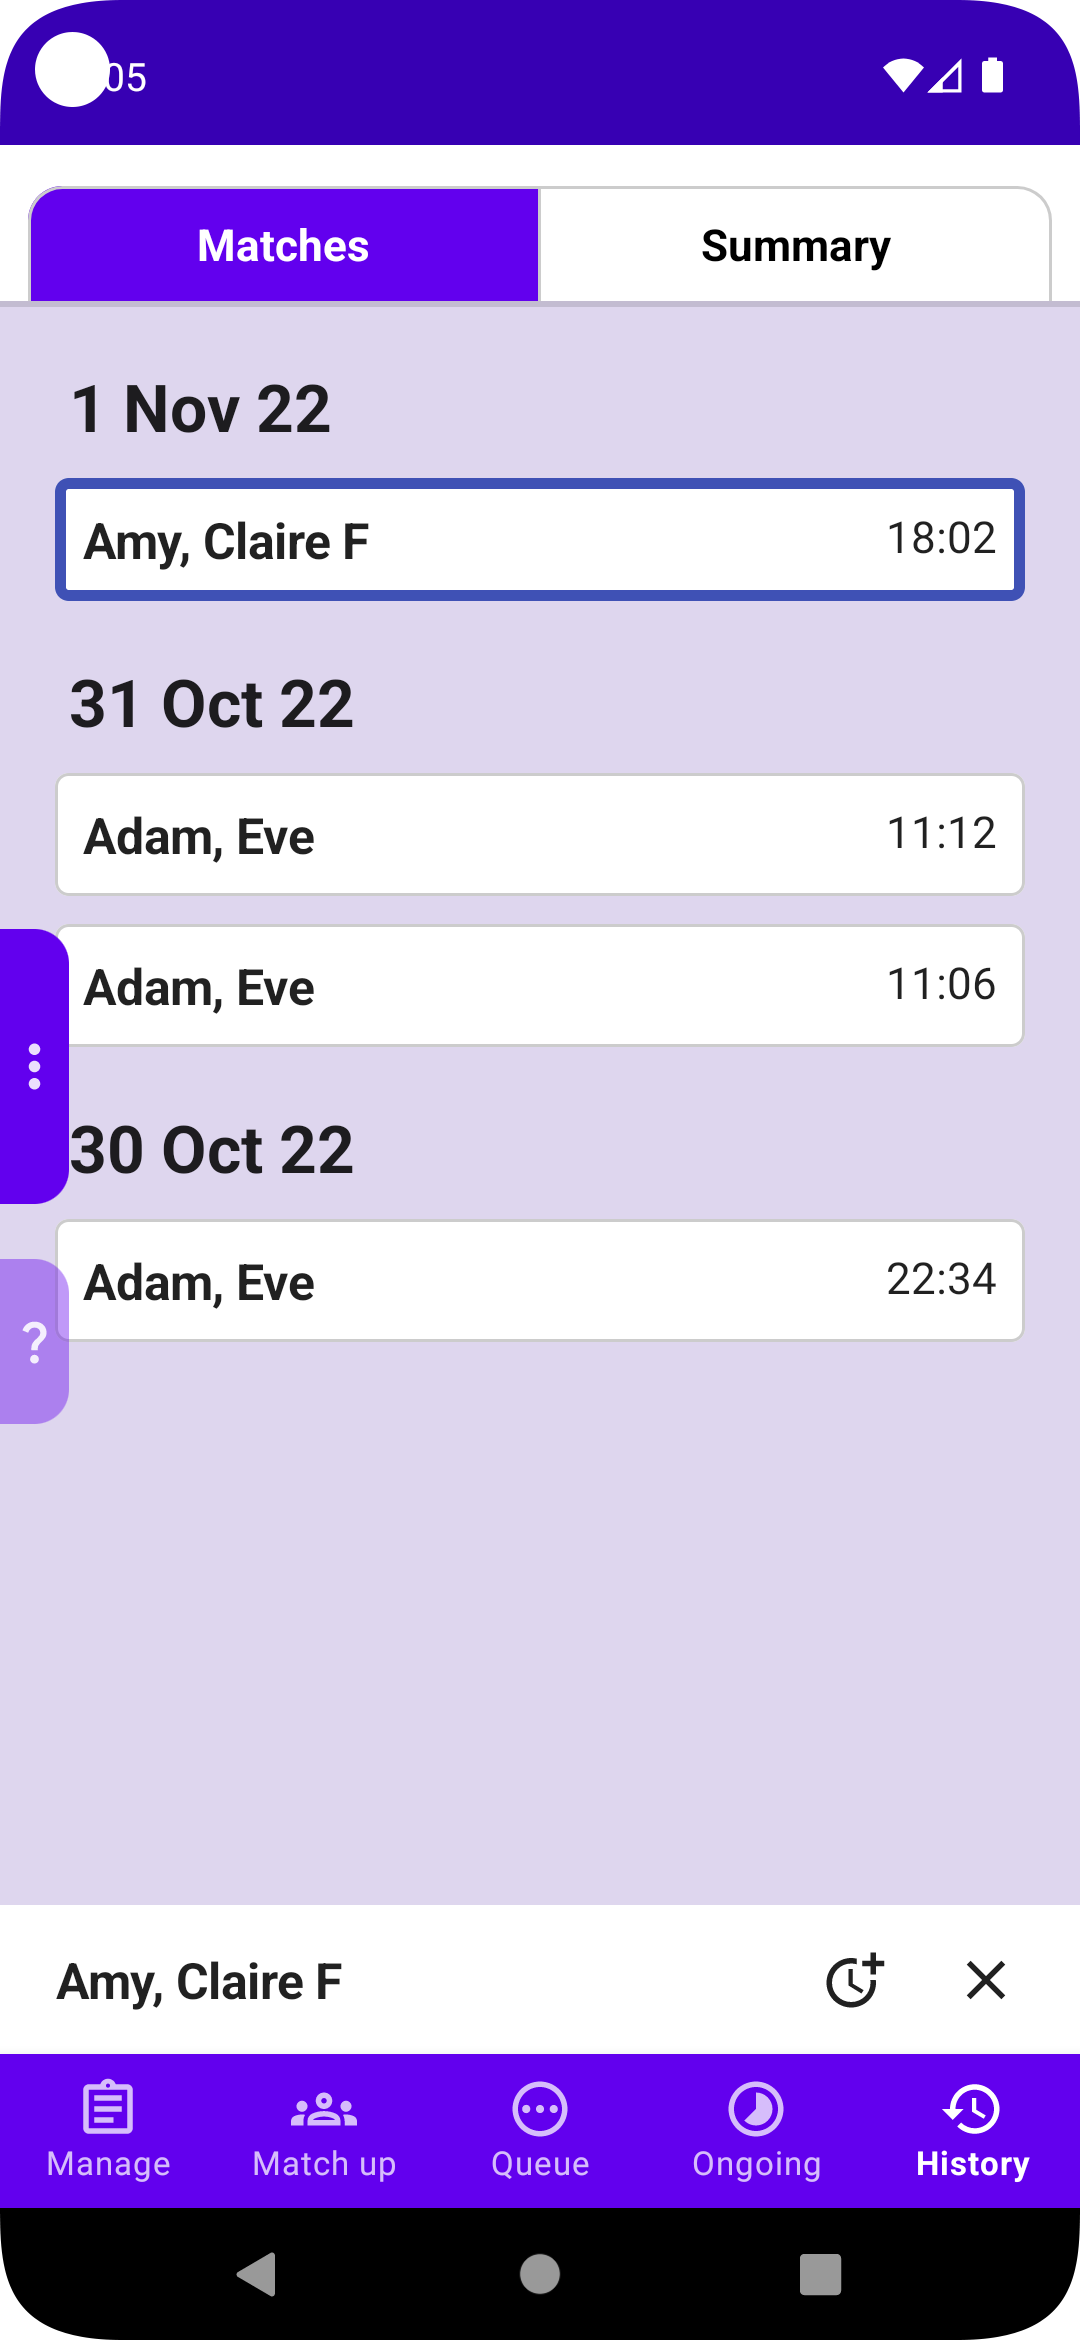 05
Matches Summary
1 Nov 22
Amy, Claire F 18:02
31 Oct 22
Adam, Eve 11:12
Adam, Eve 11:06
30 Oct 22
Adam, Eve 22:34
?
Amy, Claire F
Manage Match up Queue Ongoing History